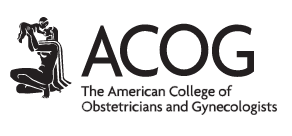 ACOG
The American College of
Obstetricians and Gynecologists